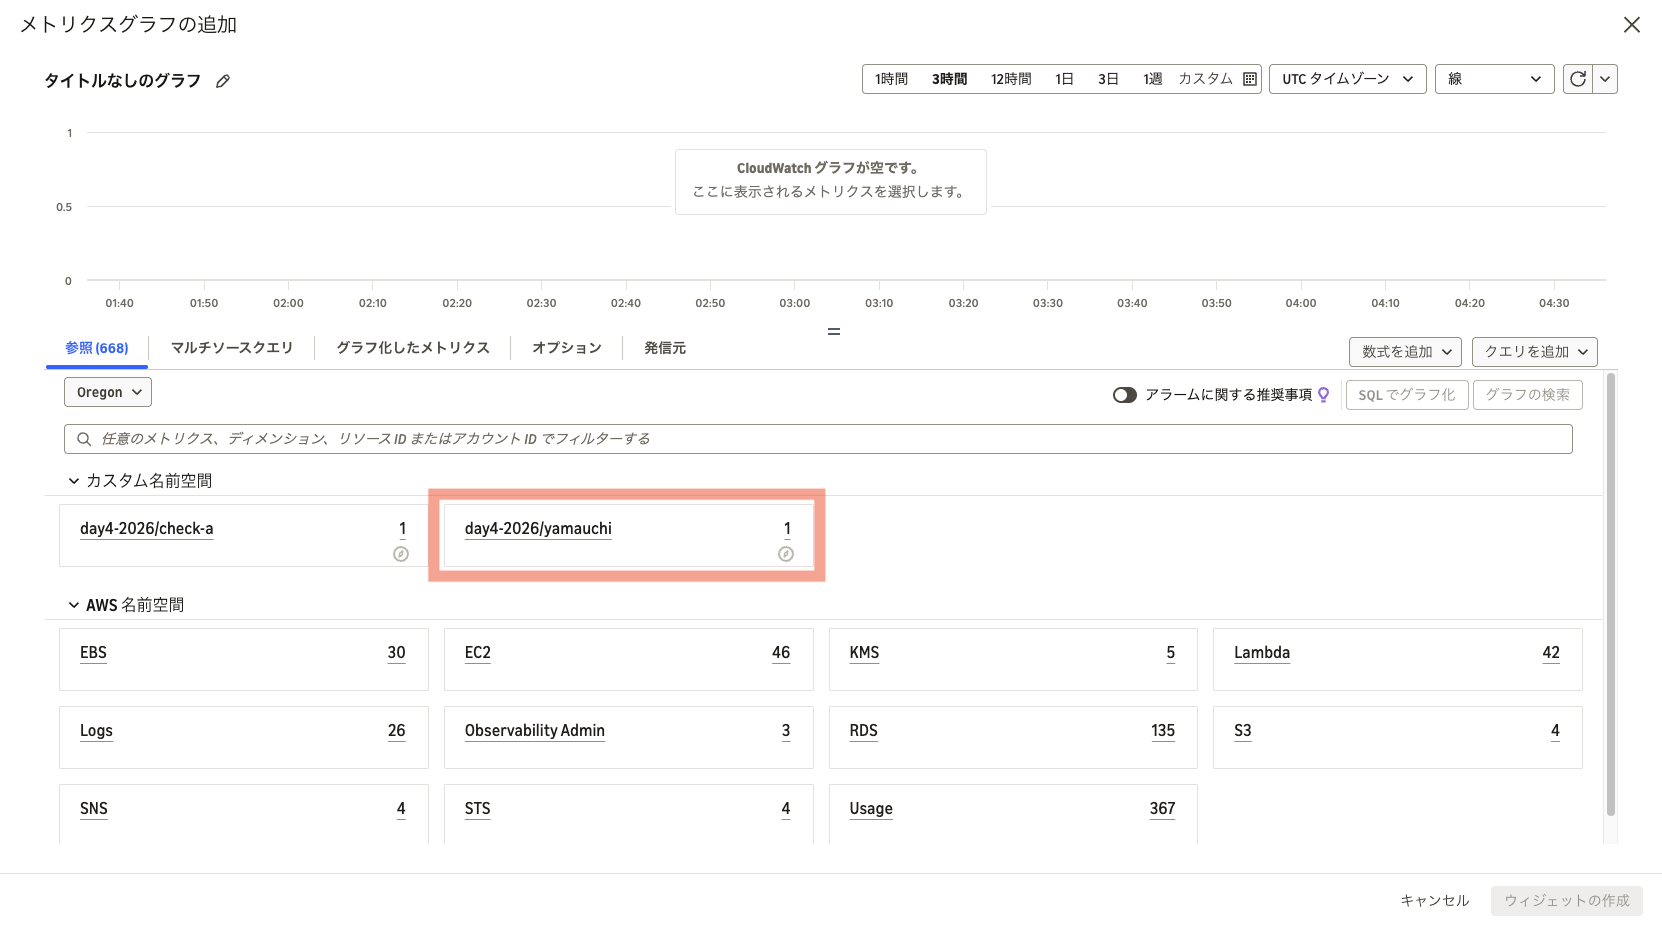 メトリクスグラフの追加
タイトルなしのグラフ
1時間 3時間 12時間 1日 3日 1週 カスタム UTC タイムゾーン 線
1
CloudWatch グラフが空です。
ここに表示されるメトリクスを選択します。
0.5
0
01:40 01:50 02:00 02:10 02:20 02:30 02:40 02:50 03:00 03:10 03:20 03:30 03:40 03:50 04:00 04:10 04:20 04:30
参照 (668) マルチソースクエリ グラフ化したメトリクス オプション 発信元 数式を追加 クエリを追加
Oregon アラームに関する推奨事項 SQL でグラフ化 グラフの検索
任意のメトリクス、ディメンション、リソース ID またはアカウント ID でフィルターする
カスタム名前空間
day4-2026/check-a 1 day4-2026/yamauchi 1
AWS 名前空間
EBS 30 EC2 46 KMS 5 Lambda 42
Logs 26 Observability Admin 3 RDS 135 S3 4
SNS 4 STS 4 Usage 367
キャンセル ウィジェットの作成